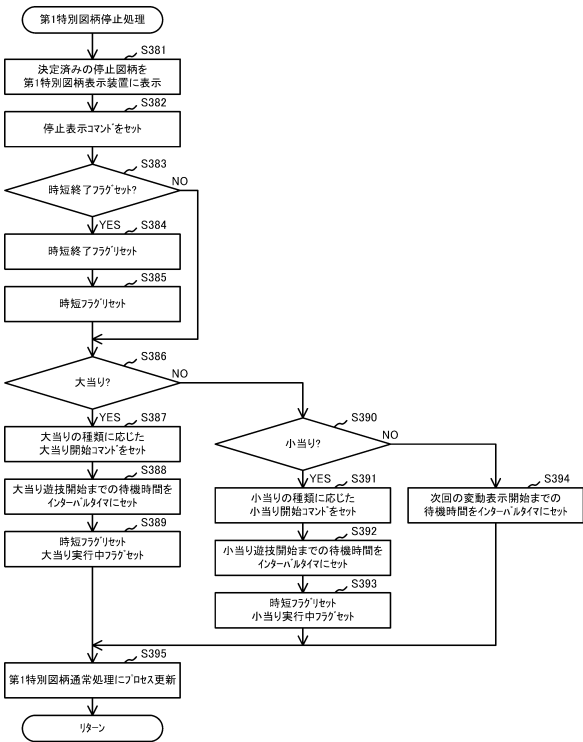 第1特別図柄停止処理
S381
決定済みの停止図柄を
第1特別図柄表示装置に表示
S382
停止表示コマンドをセット
S383
時短終了フラグセット?
NO
YES
S384
時短終了フラグリセット
S385
時短フラグリセット
S386
大当り?
NO
YES
S387
大当りの種類に応じた
大当り開始コマンドをセット
S388
大当り遊技開始までの待機時間を
インターバルタイマにセット
S389
時短フラグリセット
大当り実行中フラグセット
S390
小当り?
NO
YES
S391
小当りの種類に応じた
小当り開始コマンドをセット
S392
小当り遊技開始までの待機時間を
インターバルタイマにセット
S393
時短フラグリセット
小当り実行中フラグセット
S394
次回の変動表示開始までの
待機時間をインターバルタイマにセット
S395
第1特別図柄通常処理にプロセス更新
リターン